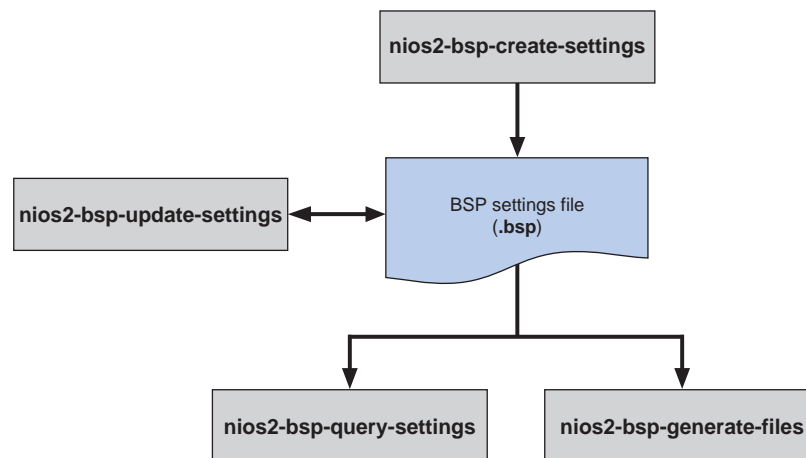 nios2-bsp-create-settings
nios2-bsp-update-settings
BSP settings file
(.bsp)
nios2-bsp-query-settings
nios2-bsp-generate-files